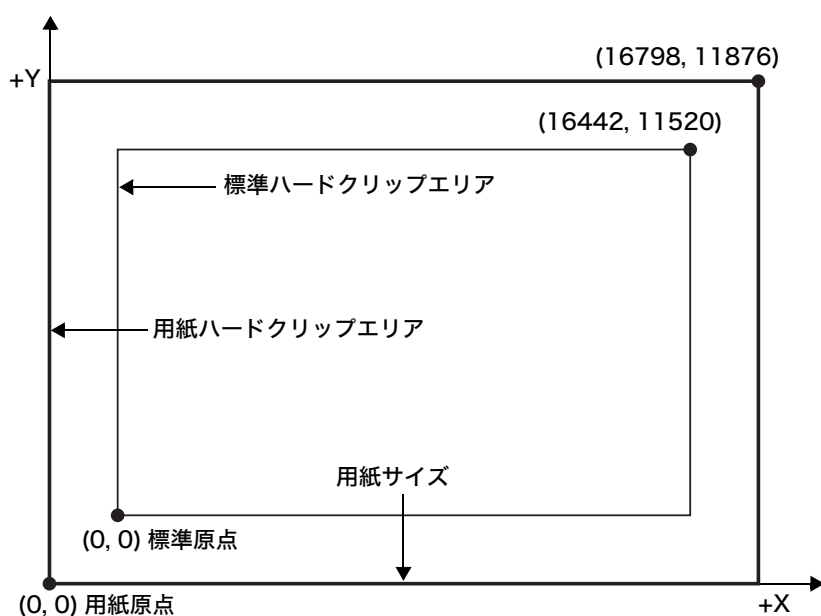 (16798, 11876)
+Y
(16442, 11520)
標準ハードクリップエリア
用紙ハードクリップエリア
用紙サイズ
(0, 0) 標準原点
(0, 0) 用紙原点
+X